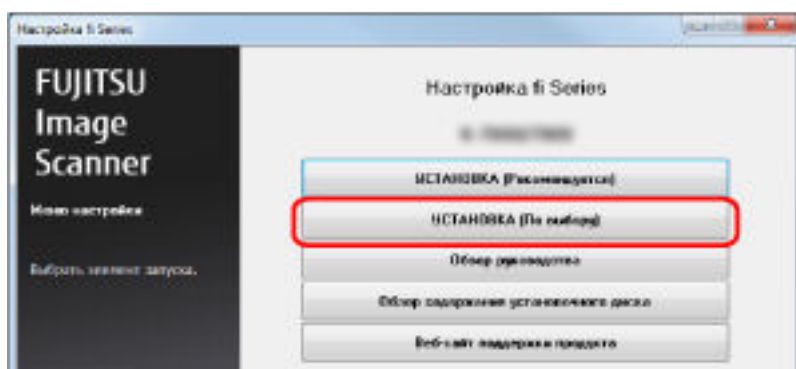 Настройка fi Series
FUJITSU
Image
Scanner
Меню настройки
Выбрать элемент запуска.
Настройка fi Series
УСТАНОВКА (Рекомендуется)
УСТАНОВКА (По выбору)
Обзор руководства
Обзор содержания установочного диска
Веб-сайт поддержки продукта